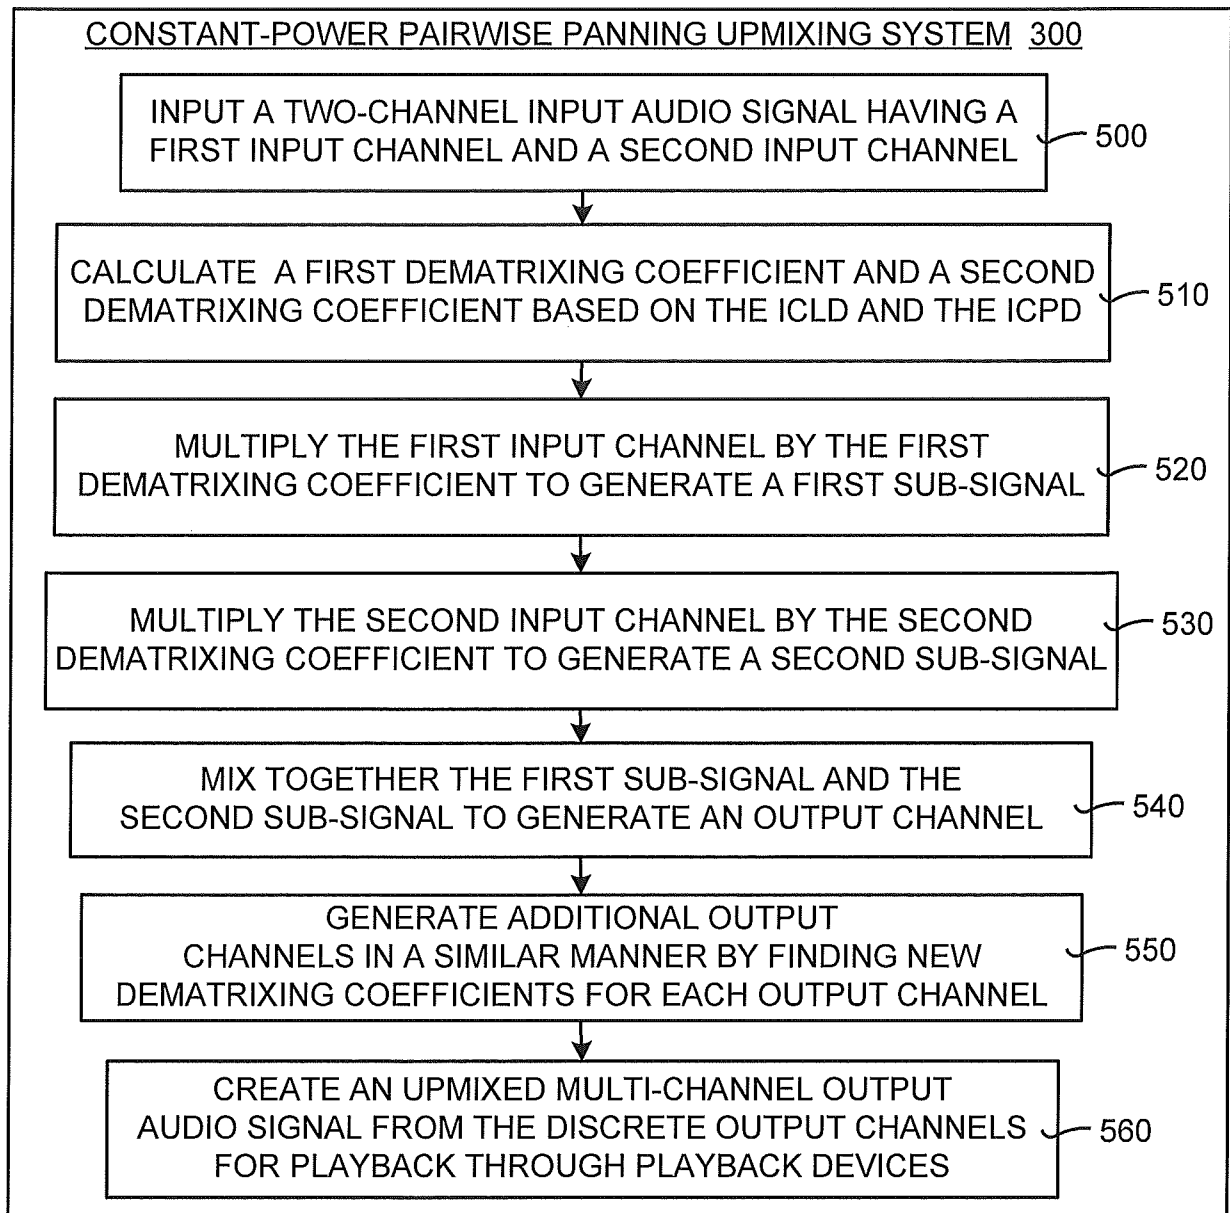 CONSTANT-POWER PAIRWISE PANNING UPMIXING SYSTEM 300
INPUT A TWO-CHANNEL INPUT AUDIO SIGNAL HAVING A
FIRST INPUT CHANNEL AND A SECOND INPUT CHANNEL
500
CALCULATE A FIRST DEMATRIXING COEFFICIENT AND A SECOND
DEMATRIXING COEFFICIENT BASED ON THE ICLD AND THE ICPD
510
MULTIPLY THE FIRST INPUT CHANNEL BY THE FIRST
DEMATRIXING COEFFICIENT TO GENERATE A FIRST SUB-SIGNAL
520
MULTIPLY THE SECOND INPUT CHANNEL BY THE SECOND
DEMATRIXING COEFFICIENT TO GENERATE A SECOND SUB-SIGNAL
530
MIX TOGETHER THE FIRST SUB-SIGNAL AND THE
SECOND SUB-SIGNAL TO GENERATE AN OUTPUT CHANNEL
540
GENERATE ADDITIONAL OUTPUT
CHANNELS IN A SIMILAR MANNER BY FINDING NEW
DEMATRIXING COEFFICIENTS FOR EACH OUTPUT CHANNEL
550
CREATE AN UPMIXED MULTI-CHANNEL OUTPUT
AUDIO SIGNAL FROM THE DISCRETE OUTPUT CHANNELS
FOR PLAYBACK THROUGH PLAYBACK DEVICES
560